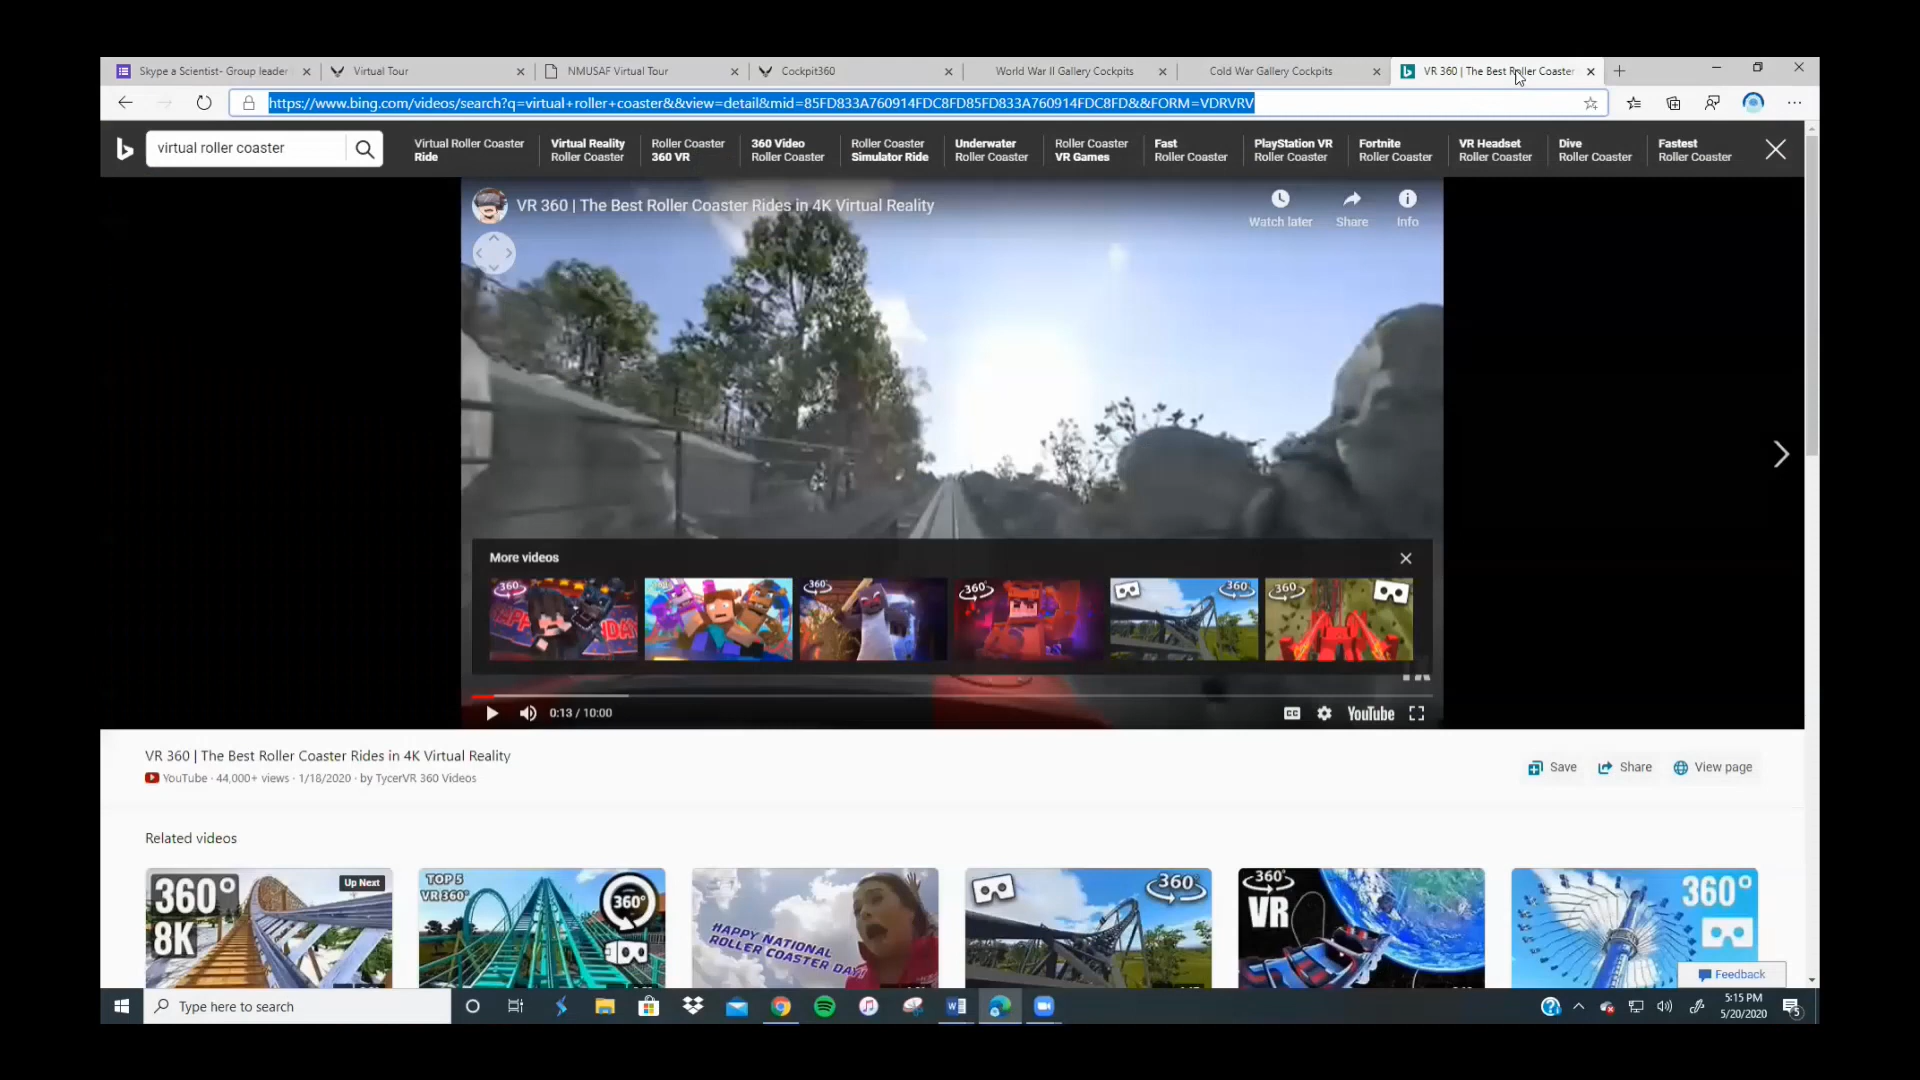 Skype a Scientist- Group leader
Virtual Tour
NMUSAF Virtual Tour
Cockpit360
World War II Gallery Cockpits
Cold War Gallery Cockpits
VR 360 | The Best Roller Coaster
https://www.bing.com/videos/search?q=virtual+roller+coaster&&view=detail&mid=85FD833A760914FDC8FD85FD833A760914FDC8FD&&FORM=VDRVRV
virtual roller coaster
Virtual Roller Coaster
Ride
Virtual Reality
Roller Coaster
Roller Coaster
360 VR
360 Video
Roller Coaster
Roller Coaster
Simulator Ride
Underwater
Roller Coaster
Roller Coaster
VR Games
Fast
Roller Coaster
PlayStation VR
Roller Coaster
Fortnite
Roller Coaster
VR Headset
Roller Coaster
Dive
Roller Coaster
Fastest
Roller Coaster
VR 360 | The Best Roller Coaster Rides in 4K Virtual Reality
Watch later
Share
Info
More videos
360°
360°
360°
360°
360°
0:13 / 10:00
CC
YouTube
VR 360 | The Best Roller Coaster Rides in 4K Virtual Reality
YouTube · 44,000+ views · 1/18/2020 · by TycerVR 360 Videos
Save
Share
View page
Related videos
360°
8K
Up Next
TOP 5
VR 360°
360°
HAPPY NATIONAL
ROLLER COASTER DAY!
360°
360°
VR
360°
Feedback
Type here to search
5:15 PM
5/20/2020
5